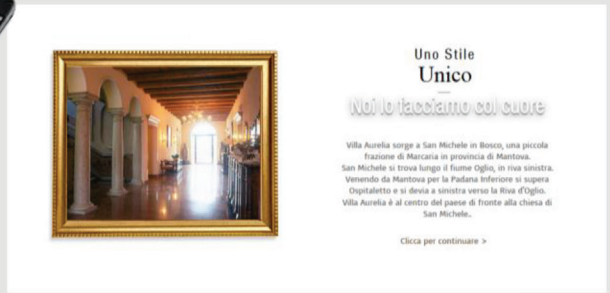 Uno Stile
Unico
Noi lo facciamo col cuore
Villa Aurelia sorge a San Michele in Bosco, una piccola
frazione di Marcaria in provincia di Mantova.
San Michele si trova lungo il fiume Oglio, in riva sinistra.
Venendo da Mantova per la Padana Inferiore si supera
Ospitaletto e si devia a sinistra verso la Riva d'Oglio.
Villa Aurelia è al centro del paese di fronte alla chiesa di
San Michele..
Clicca per continuare >